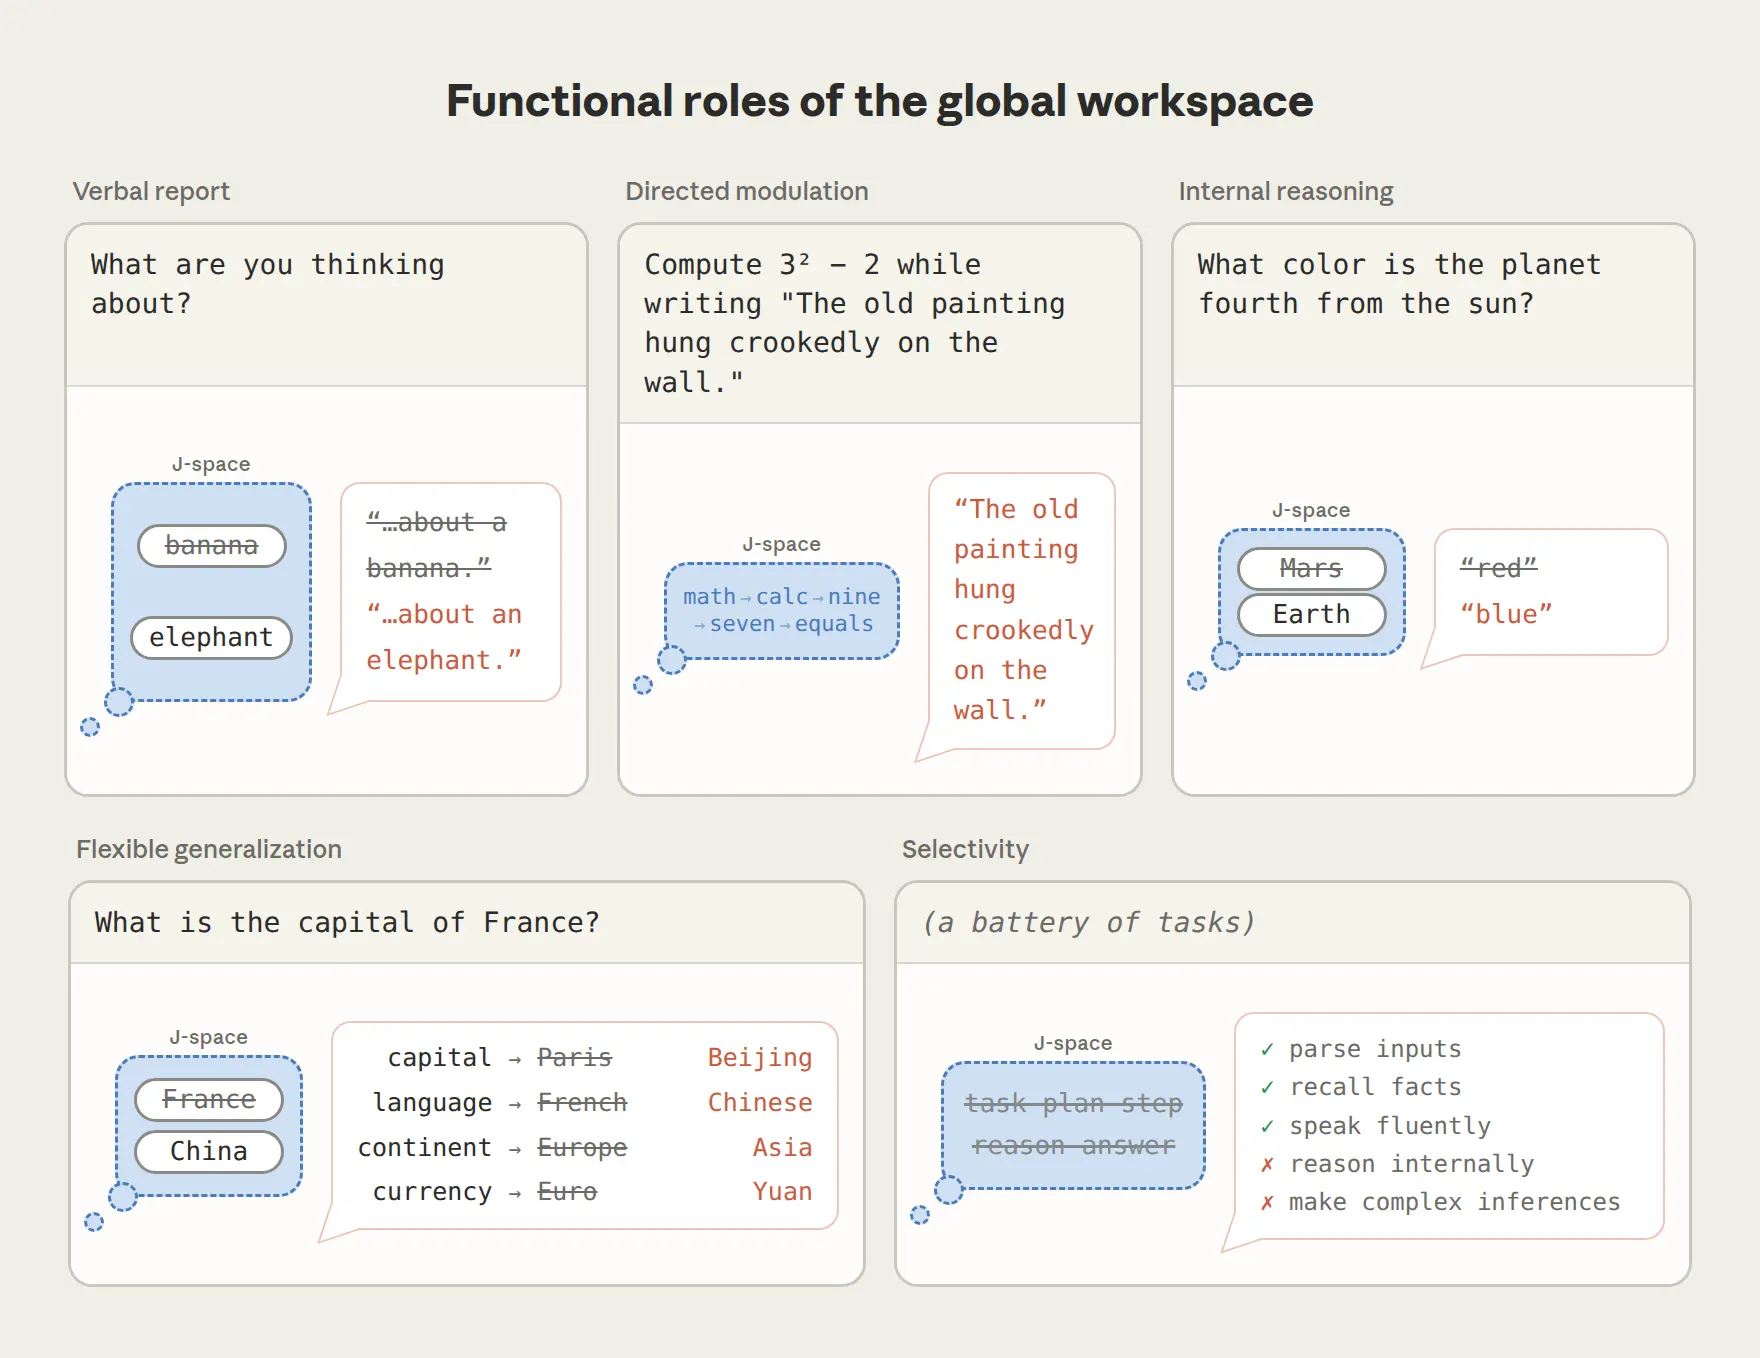 Functional roles of the global workspace
Verbal report
What are you thinking
about?
J-space
banana
elephant
“…about a
banana.”
“…about an
elephant.”
Directed modulation
Compute 3² − 2 while
writing "The old painting
hung crookedly on the
wall."
J-space
math→calc→nine
→seven→equals
“The old
painting
hung
crookedly
on the
wall.”
Internal reasoning
What color is the planet
fourth from the sun?
J-space
Mars
Earth
“red”
“blue”
Flexible generalization
What is the capital of France?
J-space
France
China
capital → Paris Beijing
language → French Chinese
continent → Europe Asia
currency → Euro Yuan
Selectivity
(a battery of tasks)
J-space
task plan step
reason answer
✓ parse inputs
✓ recall facts
✓ speak fluently
✗ reason internally
✗ make complex inferences